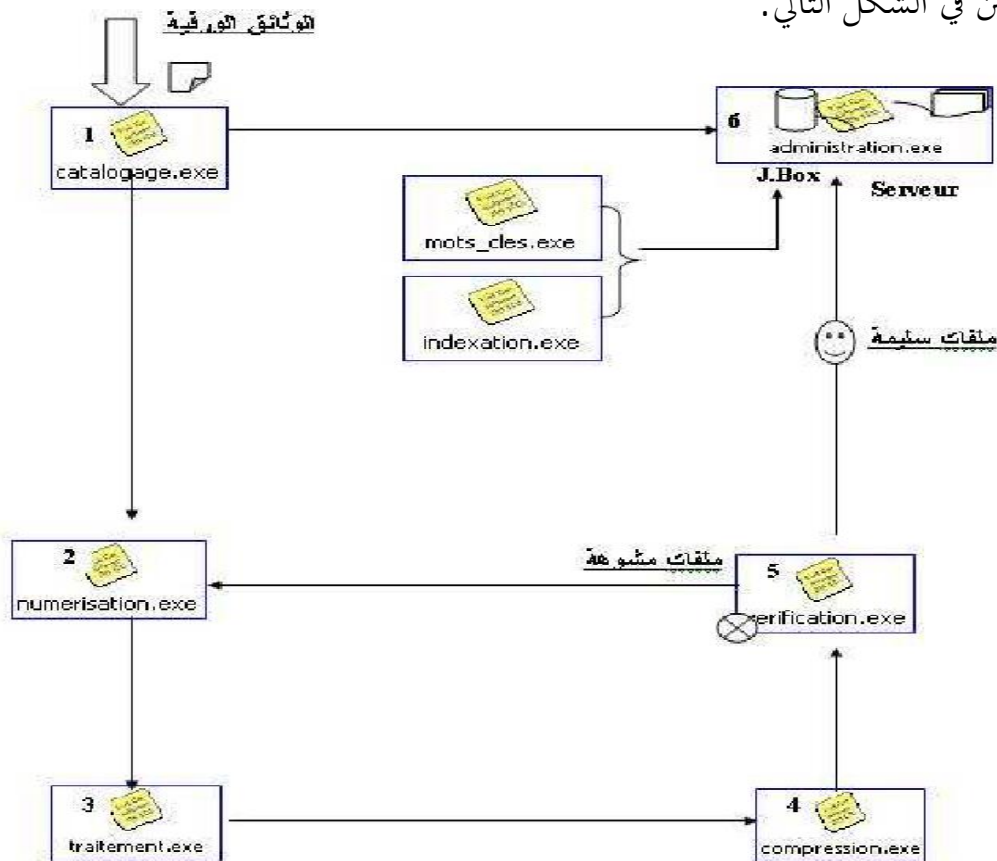 في الشكل التالي.
الوثائق الورقية
1
catalogage.exe
6
administration.exe
J.Box
Serveur
mots_cles.exe
indexation.exe
ملفات سليمة
2
numerisation.exe
ملفات مشوهة
5
erification.exe
3
traitement.exe
4
compression.exe